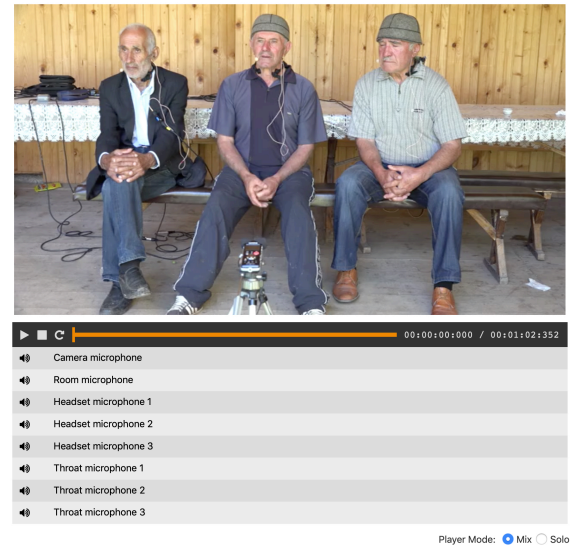 00:00:00:000 / 00:01:02:352
Camera microphone
Room microphone
Headset microphone 1
Headset microphone 2
Headset microphone 3
Throat microphone 1
Throat microphone 2
Throat microphone 3
Player Mode: Mix Solo